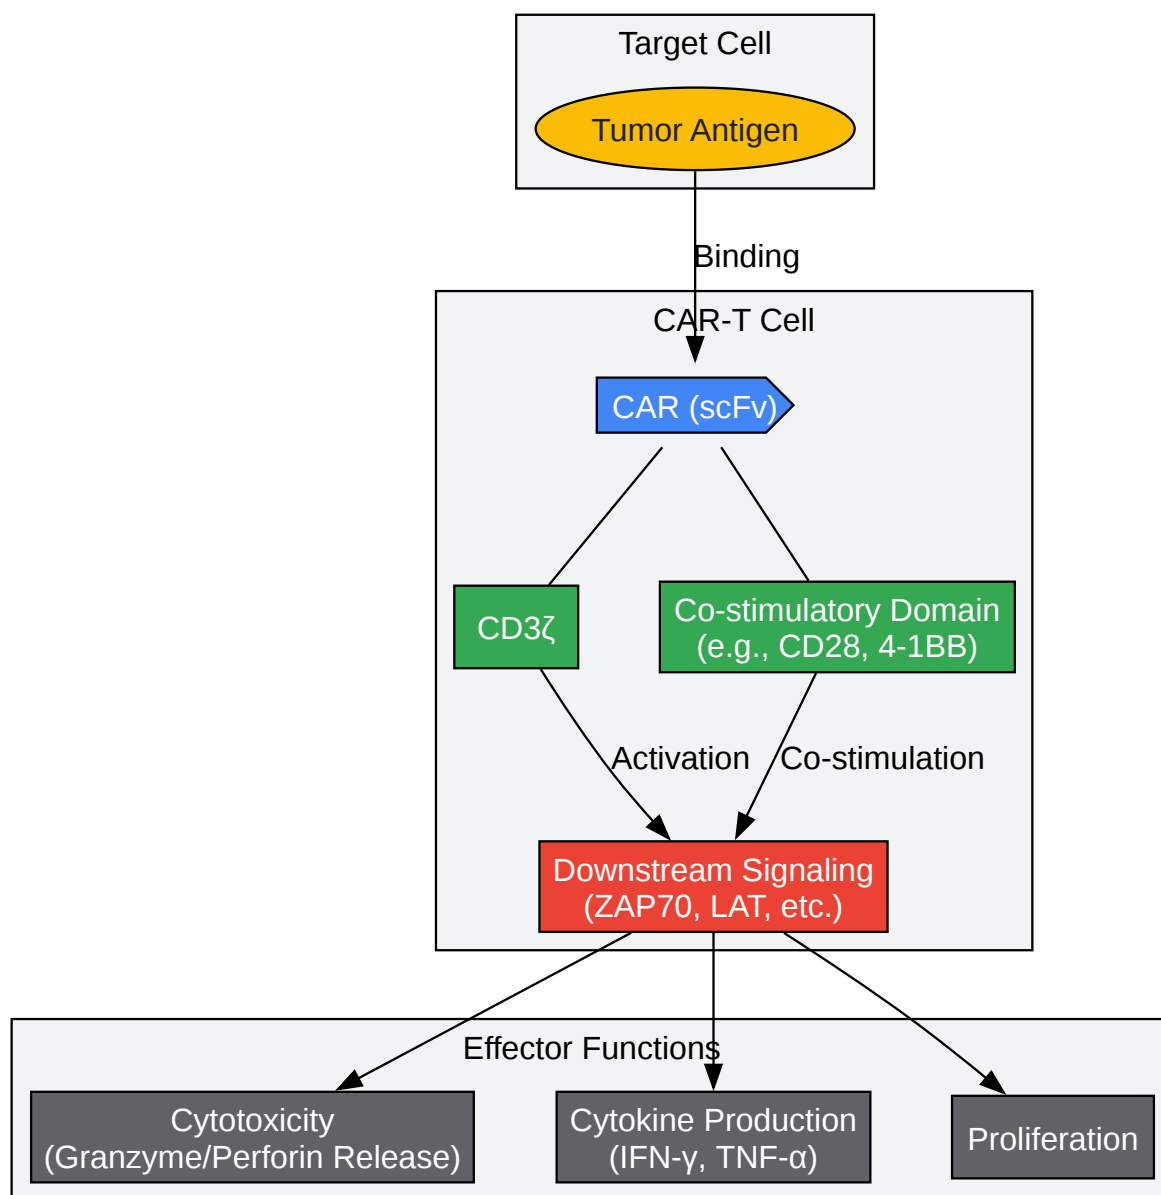 Target Cell
Tumor Antigen
Binding
CAR-T Cell
CAR (scFv)
CD3ζ
Co-stimulatory Domain
(e.g., CD28, 4-1BB)
Activation
Co-stimulation
Downstream Signaling
(ZAP70, LAT, etc.)
Effector Functions
Cytotoxicity
(Granzyme/Perforin Release)
Cytokine Production
(IFN-γ, TNF-α)
Proliferation